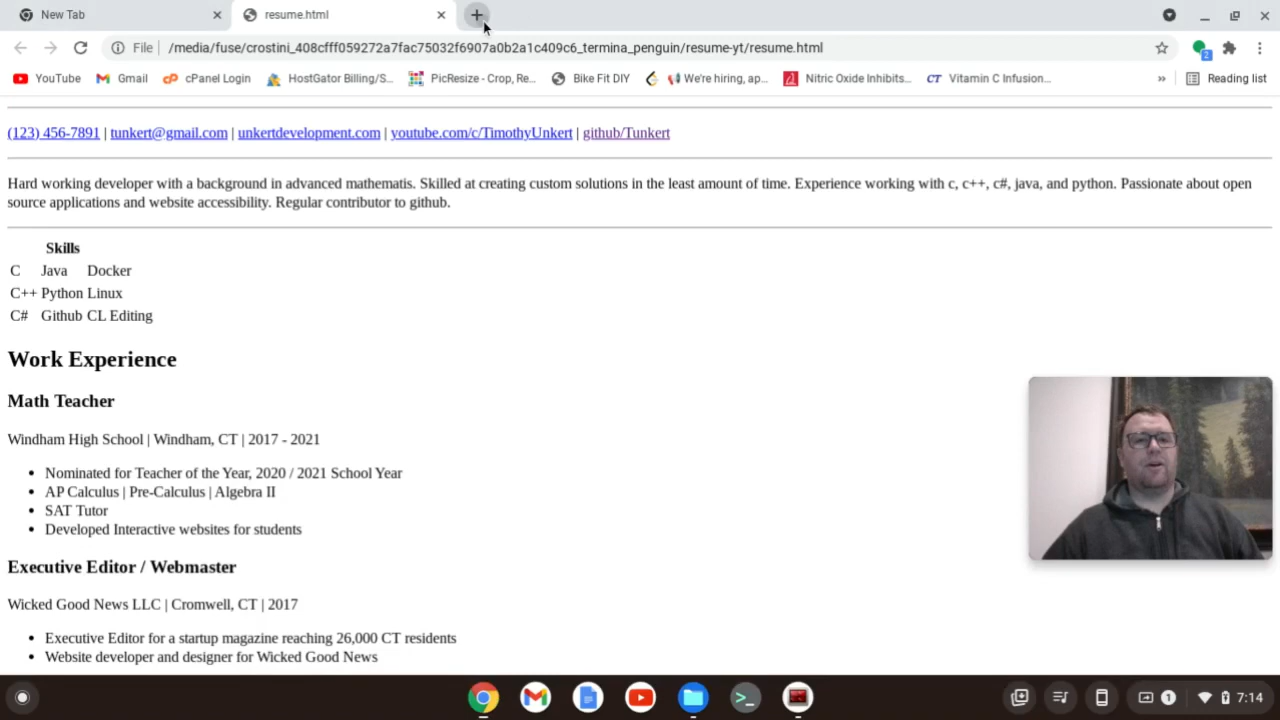 New Tab
resume.html
File | /media/fuse/crostini_408cfff059272a7fac75032f6907a0b2a1c409c6_termina_penguin/resume-yt/resume.html
2
YouTube
Gmail
cPanel Login
HostGator Billing/S...
PicResize - Crop, Re...
Bike Fit DIY
We're hiring, ap...
Nitric Oxide Inhibits...
Vitamin C Infusion...
»
Reading list
(123) 456-7891 | tunkert@gmail.com | unkertdevelopment.com | youtube.com/c/TimothyUnkert | github/Tunkert
Hard working developer with a background in advanced mathematis. Skilled at creating custom solutions in the least amount of time. Experience working with c, c++, c#, java, and python. Passionate about open
source applications and website accessibility. Regular contributor to github.
Skills
C Java Docker
C++ Python Linux
C# Github CL Editing
Work Experience
Math Teacher
Windham High School | Windham, CT | 2017 - 2021
• Nominated for Teacher of the Year, 2020 / 2021 School Year
• AP Calculus | Pre-Calculus | Algebra II
• SAT Tutor
• Developed Interactive websites for students
Executive Editor / Webmaster
Wicked Good News LLC | Cromwell, CT | 2017
• Executive Editor for a startup magazine reaching 26,000 CT residents
• Website developer and designer for Wicked Good News
1
7:14